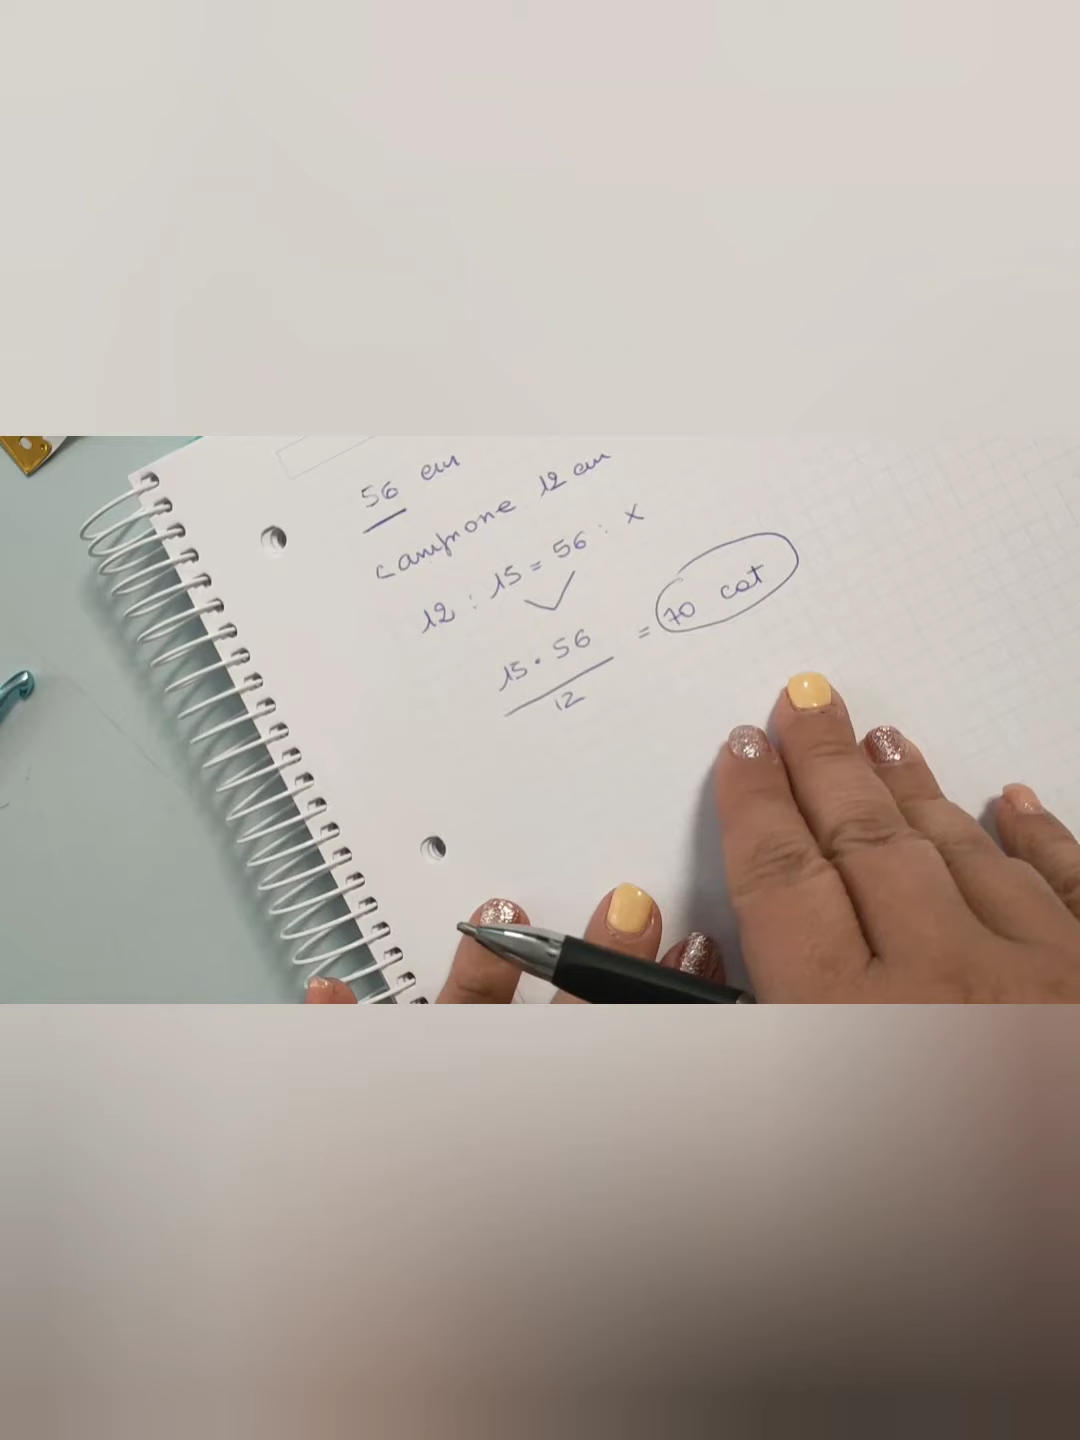 56 cm
campione 12 cm
12 : 15 = 56 : x
15 • 56 = 70 cat
12